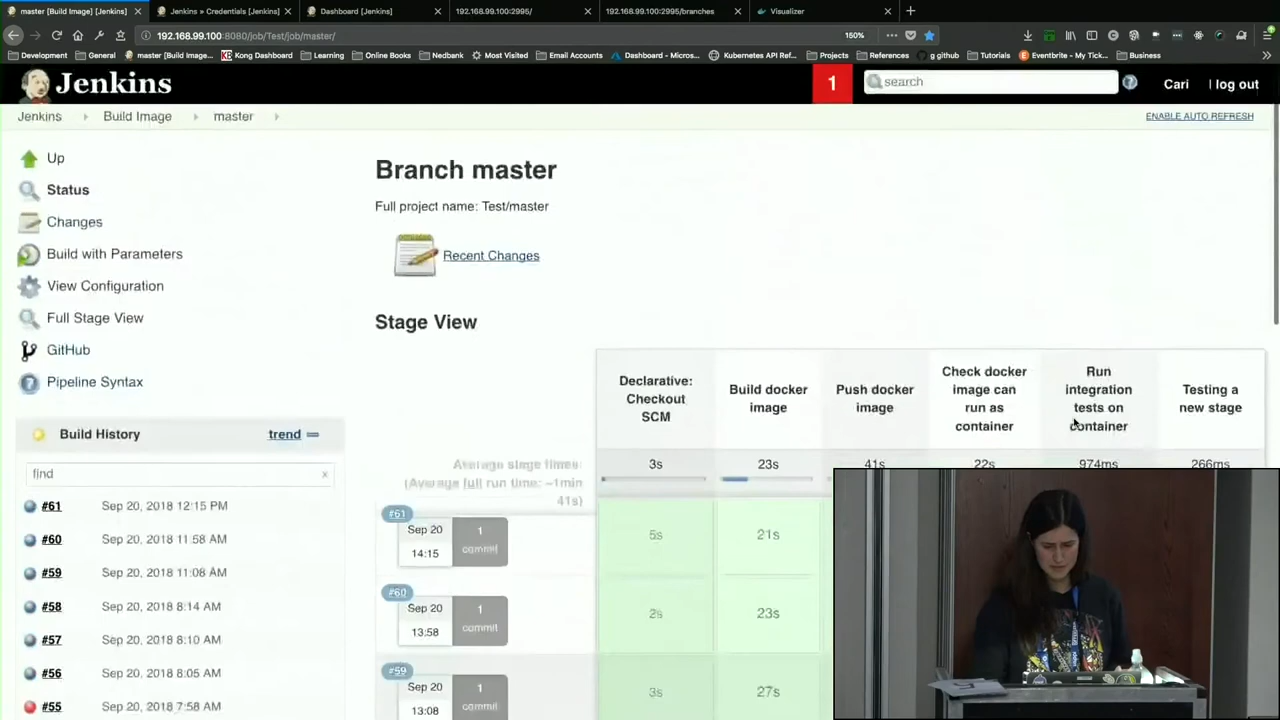 master [Build Image] [Jenkins]
Jenkins » Credentials [Jenkins]
Dashboard [Jenkins]
192.168.99.100:2995/
192.168.99.100:2995/branches
Visualizer
192.168.99.100:8080/job/Test/job/master/
150%
Development
General
master [Build Image...
Kong Dashboard
Learning
Online Books
Nedbank
Most Visited
Email Accounts
Dashboard - Micros...
Kubernetes API Ref...
Projects
References
g github
Tutorials
Eventbrite - My Tick...
Business
Jenkins
1
search
Cari
log out
Jenkins
Build Image
master
ENABLE AUTO REFRESH
Up
Status
Changes
Build with Parameters
View Configuration
Full Stage View
GitHub
Pipeline Syntax
Build History
trend
find
x
#61 Sep 20, 2018 12:15 PM
#60 Sep 20, 2018 11:58 AM
#59 Sep 20, 2018 11:08 AM
#58 Sep 20, 2018 8:14 AM
#57 Sep 20, 2018 8:10 AM
#56 Sep 20, 2018 8:05 AM
#55 Sep 20, 2018 7:58 AM
Branch master
Full project name: Test/master
Recent Changes
Stage View
Declarative:
Checkout
SCM
Build docker
image
Push docker
image
Check docker
image can
run as
container
Run
integration
tests on
container
Testing a
new stage
Average stage times:
(Average full run time: ~1min
41s)
3s
23s
41s
22s
974ms
266ms
#61
Sep 20
14:15
1
commit
5s
21s
#60
Sep 20
13:58
1
commit
2s
23s
#59
Sep 20
13:08
1
commit
3s
27s